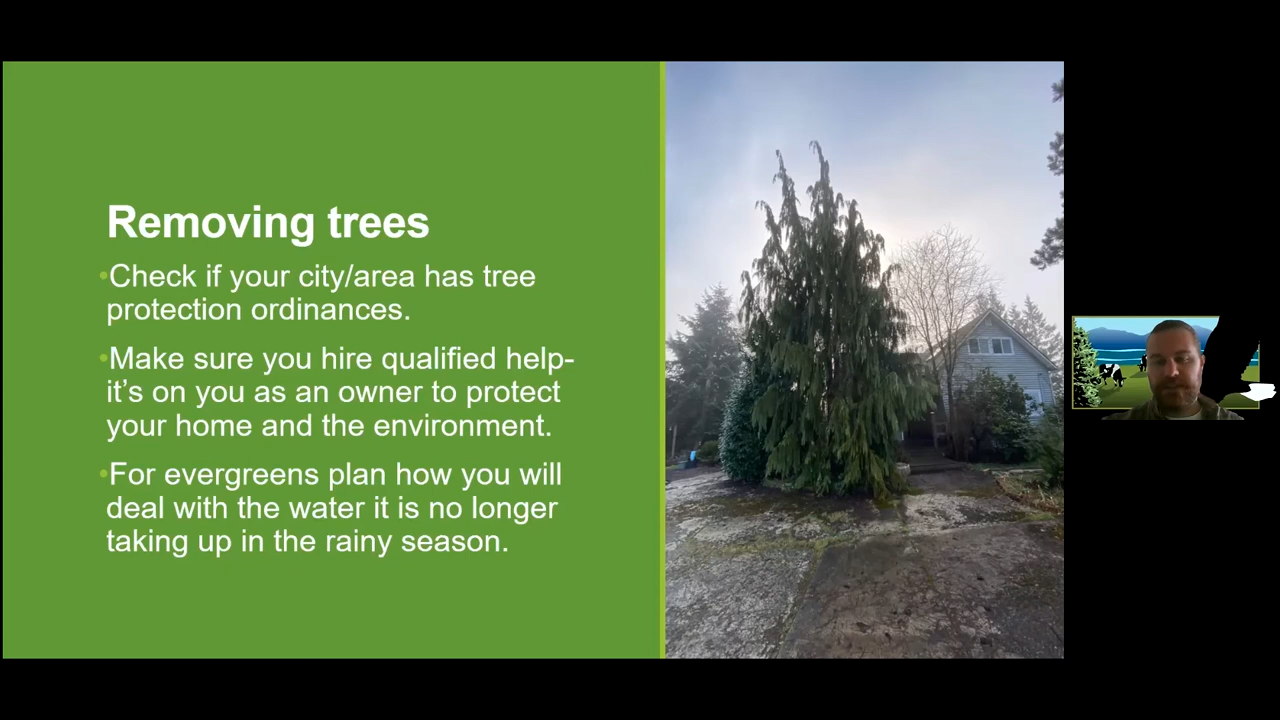 Removing trees
•Check if your city/area has tree
protection ordinances.
•Make sure you hire qualified help-
it’s on you as an owner to protect
your home and the environment.
•For evergreens plan how you will
deal with the water it is no longer
taking up in the rainy season.